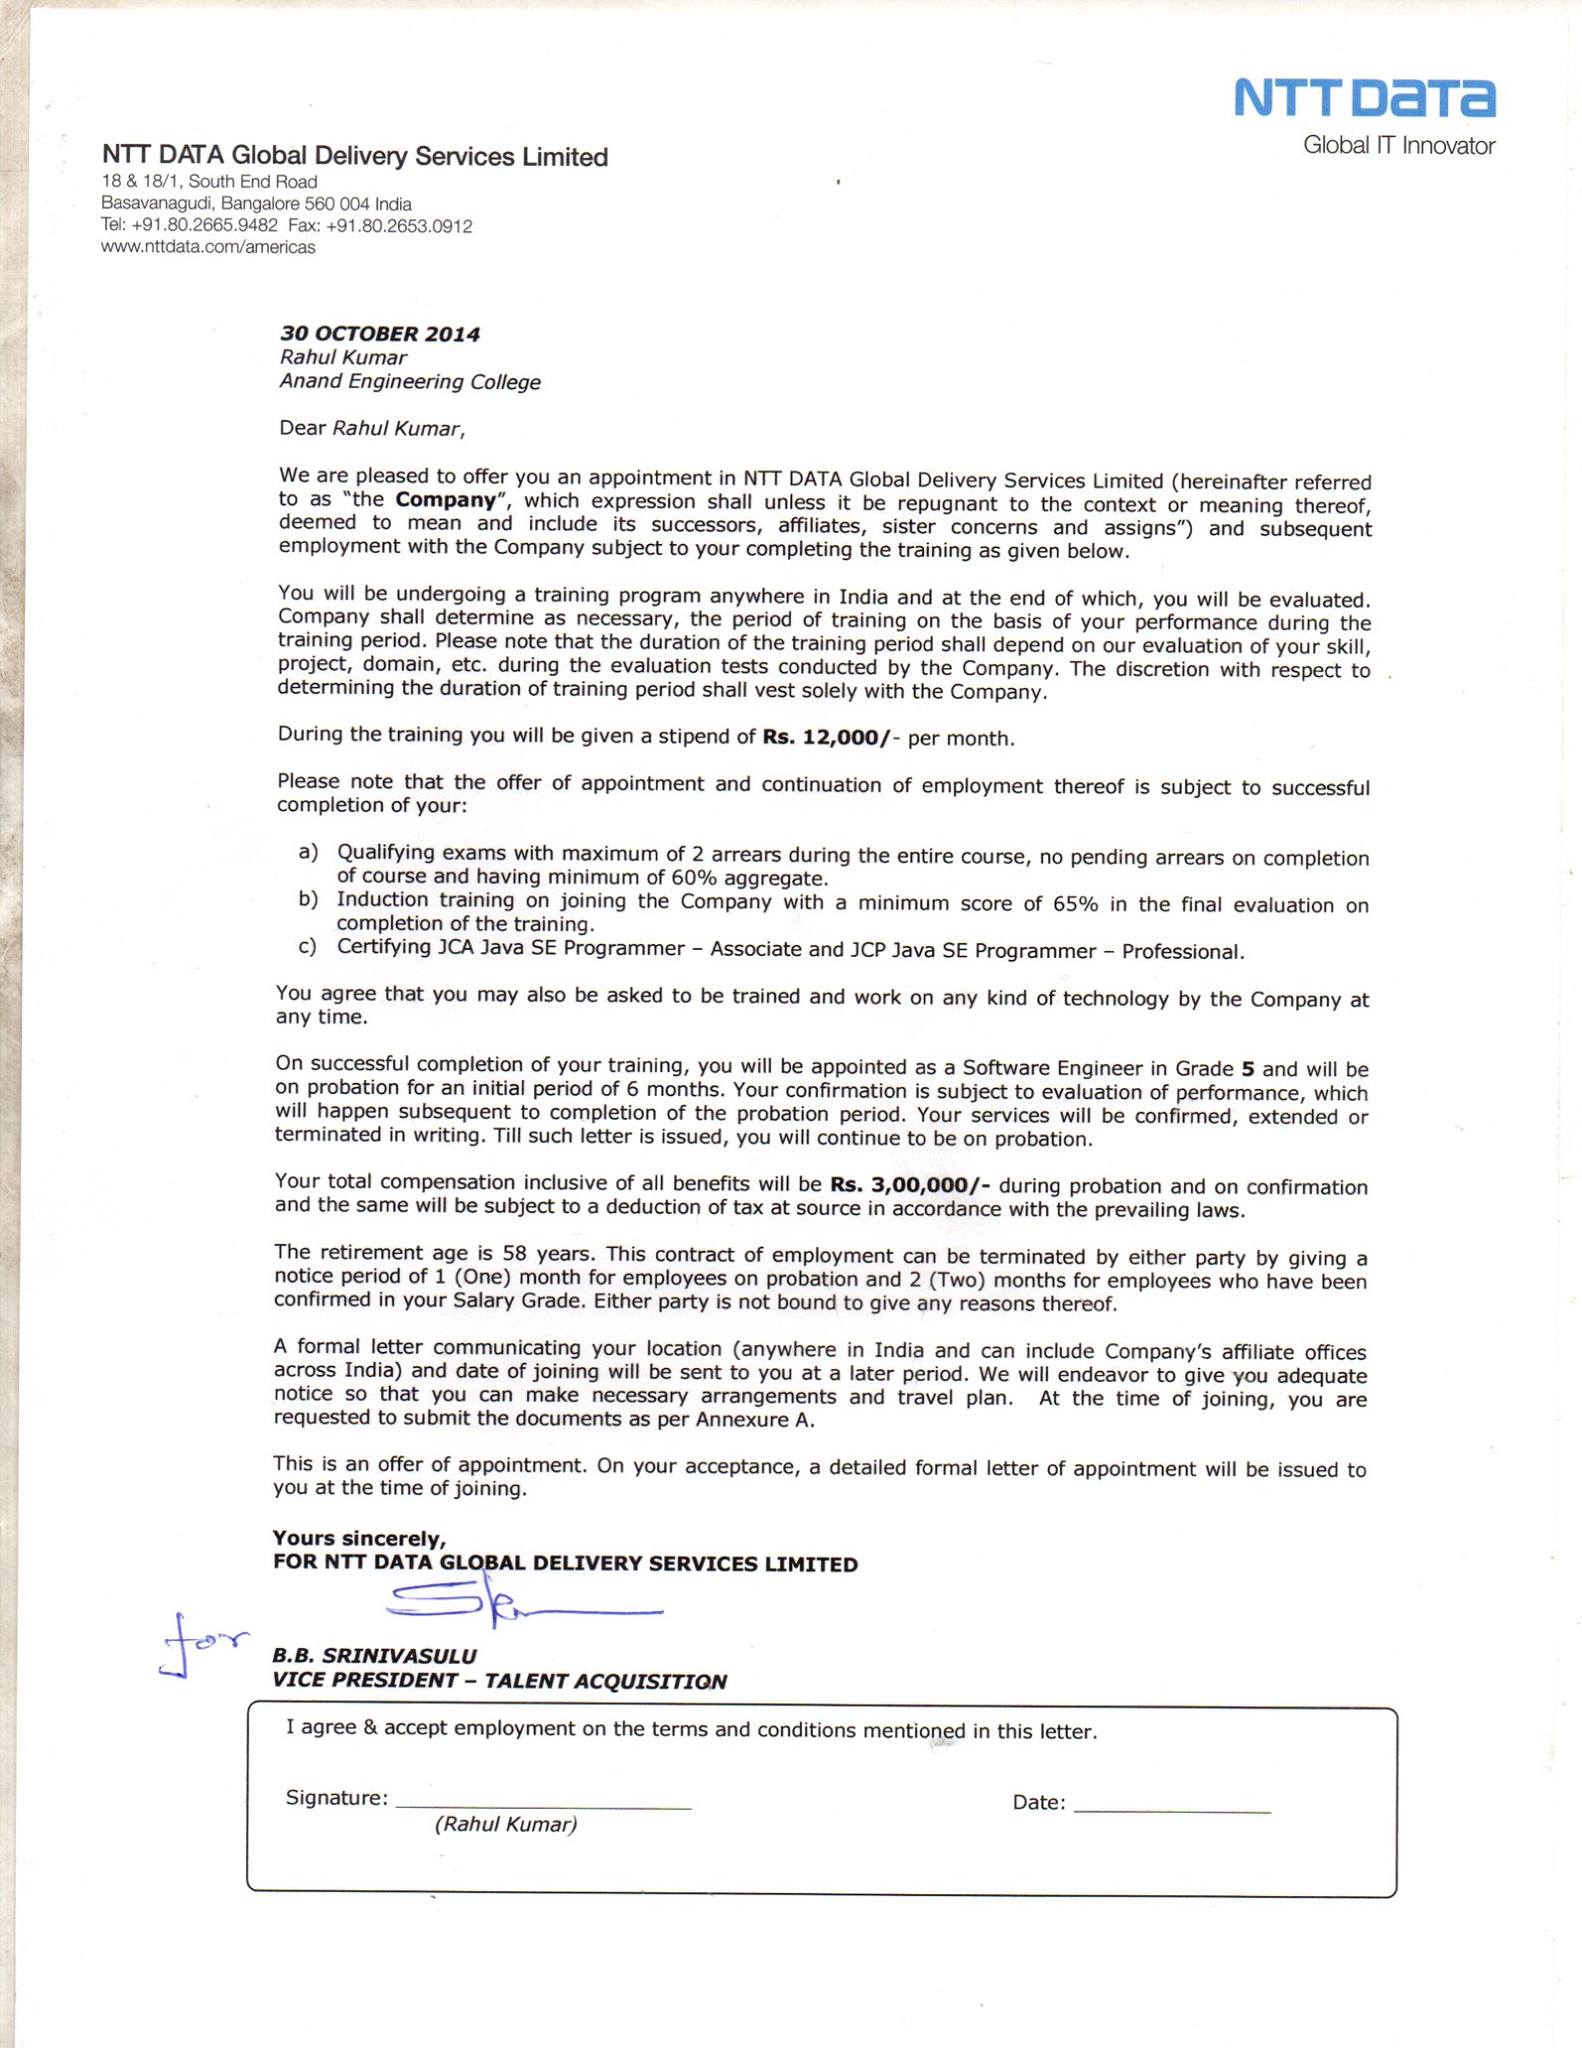 NTT DATA
Global IT Innovator
NTT DATA Global Delivery Services Limited
18 & 18/1, South End Road
Basavanagudi, Bangalore 560 004 India
Tel: +91.80.2665.9482 Fax: +91.80.2653.0912
www.nttdata.com/americas
30 OCTOBER 2014
Rahul Kumar
Anand Engineering College
Dear Rahul Kumar,
We are pleased to offer you an appointment in NTT DATA Global Delivery Services Limited (hereinafter referred
to as "the Company", which expression shall unless it be repugnant to the context or meaning thereof,
deemed to mean and include its successors, affiliates, sister concerns and assigns") and subsequent
employment with the Company subject to your completing the training as given below.
You will be undergoing a training program anywhere in India and at the end of which, you will be evaluated.
Company shall determine as necessary, the period of training on the basis of your performance during the
training period. Please note that the duration of the training period shall depend on our evaluation of your skill,
project, domain, etc. during the evaluation tests conducted by the Company. The discretion with respect to
determining the duration of training period shall vest solely with the Company.
During the training you will be given a stipend of Rs. 12,000/- per month.
Please note that the offer of appointment and continuation of employment thereof is subject to successful
completion of your:
a) Qualifying exams with maximum of 2 arrears during the entire course, no pending arrears on completion
of course and having minimum of 60% aggregate.
b) Induction training on joining the Company with a minimum score of 65% in the final evaluation on
completion of the training.
c) Certifying JCA Java SE Programmer – Associate and JCP Java SE Programmer – Professional.
You agree that you may also be asked to be trained and work on any kind of technology by the Company at
any time.
On successful completion of your training, you will be appointed as a Software Engineer in Grade 5 and will be
on probation for an initial period of 6 months. Your confirmation is subject to evaluation of performance, which
will happen subsequent to completion of the probation period. Your services will be confirmed, extended or
terminated in writing. Till such letter is issued, you will continue to be on probation.
Your total compensation inclusive of all benefits will be Rs. 3,00,000/- during probation and on confirmation
and the same will be subject to a deduction of tax at source in accordance with the prevailing laws.
The retirement age is 58 years. This contract of employment can be terminated by either party by giving a
notice period of 1 (One) month for employees on probation and 2 (Two) months for employees who have been
confirmed in your Salary Grade. Either party is not bound to give any reasons thereof.
A formal letter communicating your location (anywhere in India and can include Company's affiliate offices
across India) and date of joining will be sent to you at a later period. We will endeavor to give you adequate
notice so that you can make necessary arrangements and travel plan. At the time of joining, you are
requested to submit the documents as per Annexure A.
This is an offer of appointment. On your acceptance, a detailed formal letter of appointment will be issued to
you at the time of joining.
Yours sincerely,
FOR NTT DATA GLOBAL DELIVERY SERVICES LIMITED
for
B.B. SRINIVASULU
VICE PRESIDENT – TALENT ACQUISITION
I agree & accept employment on the terms and conditions mentioned in this letter.
Signature: ____________________ Date: ____________________
(Rahul Kumar)